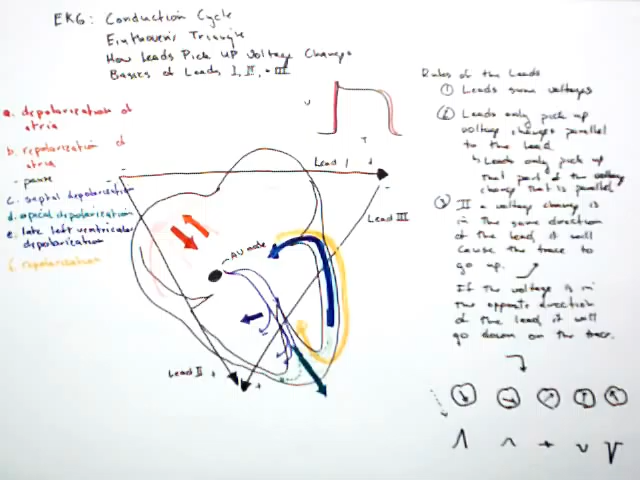 EKG: Conduction Cycle
Einthoven's Triangle
How Leads Pick UP Voltage Changes
Basics of Leads I, II, + III
a. depolarization of
atria
b. repolarization of
atria
- pause
c. septal depolarization
d. apical depolarization
e. late left ventricular
depolarization
f. repolarization
V
T
- Lead I +
-
-
Lead III
AV node
Lead II +
+
Rules of the Leads
① Leads sum voltages
② Leads only pick up
voltage changes parallel
to the lead
↳ Leads only pick up
that part of the voltage
change that is parallel
③ If a voltage change is
in the same direction
of the lead it will
cause the trace to
go up.
If the voltage is in
the opposite direction
of the lead it will
go down on the trace.